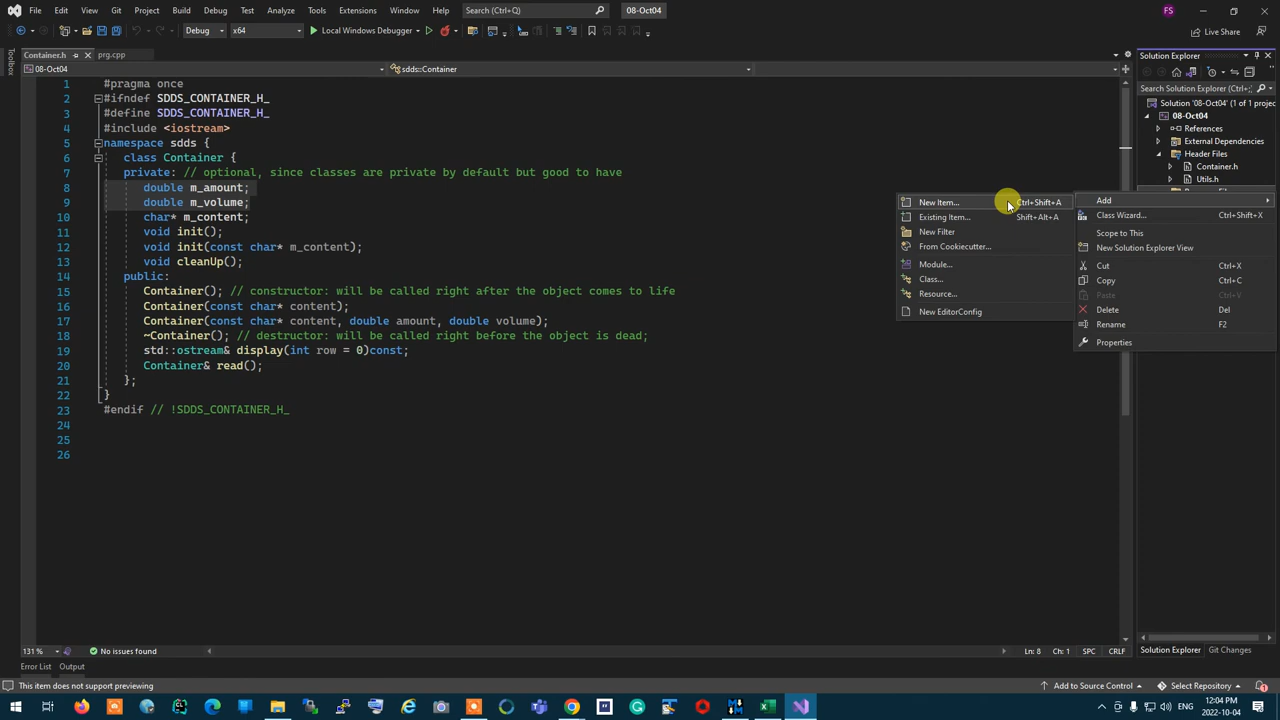 File Edit View Git Project Build Debug Test Analyze Tools Extensions Window Help Search (Ctrl+Q) 08-Oct04 FS
Debug x64 Local Windows Debugger Live Share
Container.h prg.cpp
08-Oct04 sdds::Container
1 #pragma once
2 #ifndef SDDS_CONTAINER_H_
3 #define SDDS_CONTAINER_H_
4 #include <iostream>
5 namespace sdds {
6 class Container {
7 private: // optional, since classes are private by default but good to have
8 double m_amount;
9 double m_volume;
10 char* m_content;
11 void init();
12 void init(const char* m_content);
13 void cleanUp();
14 public:
15 Container(); // constructor: will be called right after the object comes to life
16 Container(const char* content);
17 Container(const char* content, double amount, double volume);
18 ~Container(); // destructor: will be called right before the object is dead;
19 std::ostream& display(int row = 0)const;
20 Container& read();
21 };
22 }
23 #endif // !SDDS_CONTAINER_H_
24
25
26
New Item... Ctrl+Shift+A
Existing Item... Shift+Alt+A
New Filter
From Cookiecutter...
Module...
Class...
Resource...
New EditorConfig
Add
Class Wizard... Ctrl+Shift+X
Scope to This
New Solution Explorer View
Cut Ctrl+X
Copy Ctrl+C
Paste Ctrl+V
Delete Del
Rename F2
Properties
Toolbox
Solution Explorer
Search Solution Explorer (Ctrl+;)
Solution '08-Oct04' (1 of 1 projec
08-Oct04
References
External Dependencies
Header Files
Container.h
Utils.h
131 % No issues found Ln: 8 Ch: 1 SPC CRLF
Solution Explorer Git Changes
Error List Output
This item does not support previewing Add to Source Control Select Repository 1
ENG 12:04 PM
2022-10-04